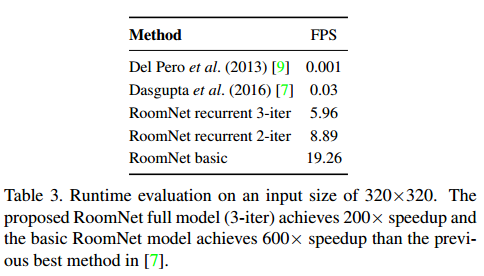 Method FPS
Del Pero et al. (2013) [9] 0.001
Dasgupta et al. (2016) [7] 0.03
RoomNet recurrent 3-iter 5.96
RoomNet recurrent 2-iter 8.89
RoomNet basic 19.26
Table 3. Runtime evaluation on an input size of 320×320. The
proposed RoomNet full model (3-iter) achieves 200× speedup and
the basic RoomNet model achieves 600× speedup than the previ-
ous best method in [7].